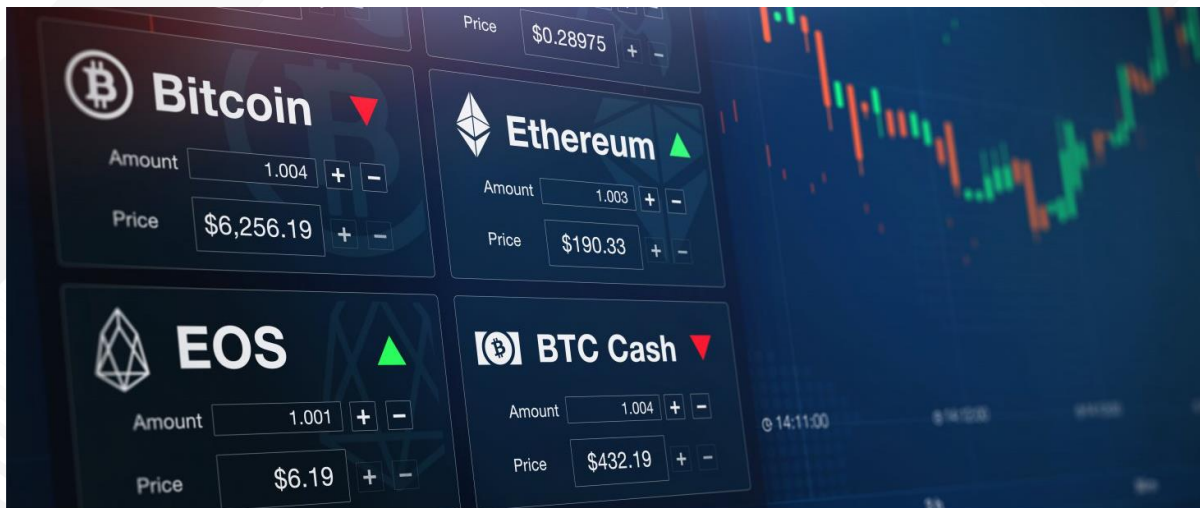 Price $0.28975 + -
Bitcoin
Amount 1.004 + -
Price $6,256.19 + -
Ethereum
Amount 1.003 + -
Price $190.33 + -
EOS
Amount 1.001 + -
Price $6.19 + -
BTC Cash
Amount 1.004 + -
Price $432.19 + -
14:11:00